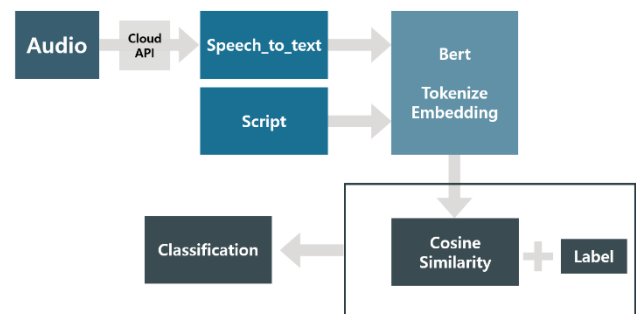 Audio
Cloud
API
Speech_to_text
Script
Bert
Tokenize
Embedding
Cosine
Similarity
Label
Classification